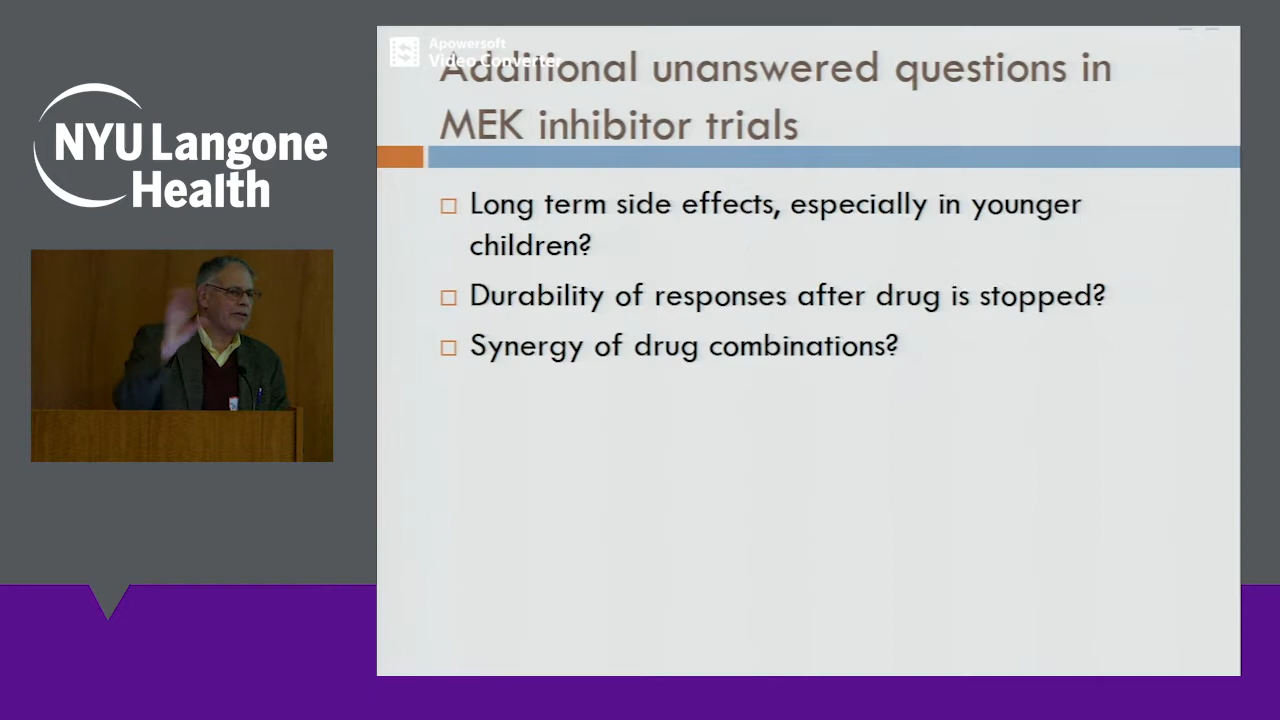 NYU Langone
Health
Apowersoft
Video Converter
Additional unanswered questions in
MEK inhibitor trials
Long term side effects, especially in younger
children?
Durability of responses after drug is stopped?
Synergy of drug combinations?